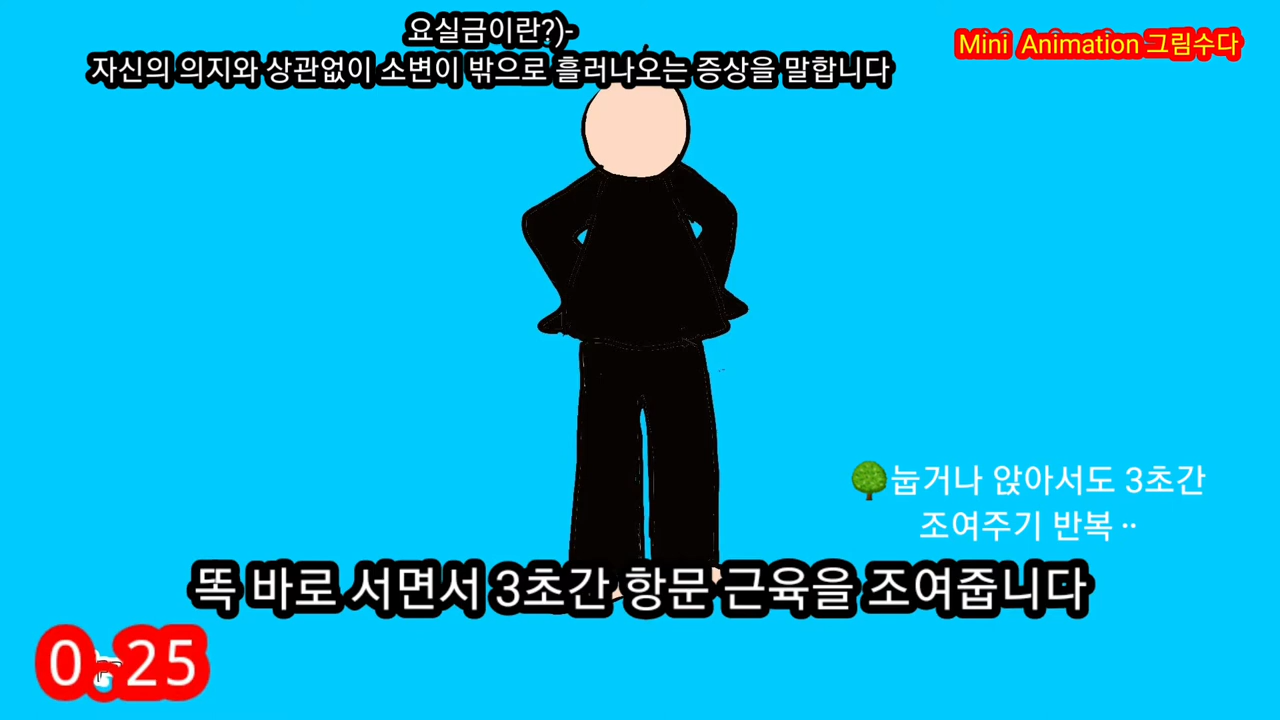 요실금이란?)-
자신의 의지와 상관없이 소변이 밖으로 흘러나오는 증상을 말합니다
Mini Animation 그림수다
🌳눕거나 앉아서도 3초간
조여주기 반복 ··
똑 바로 서면서 3초간 항문 근육을 조여줍니다
0:25